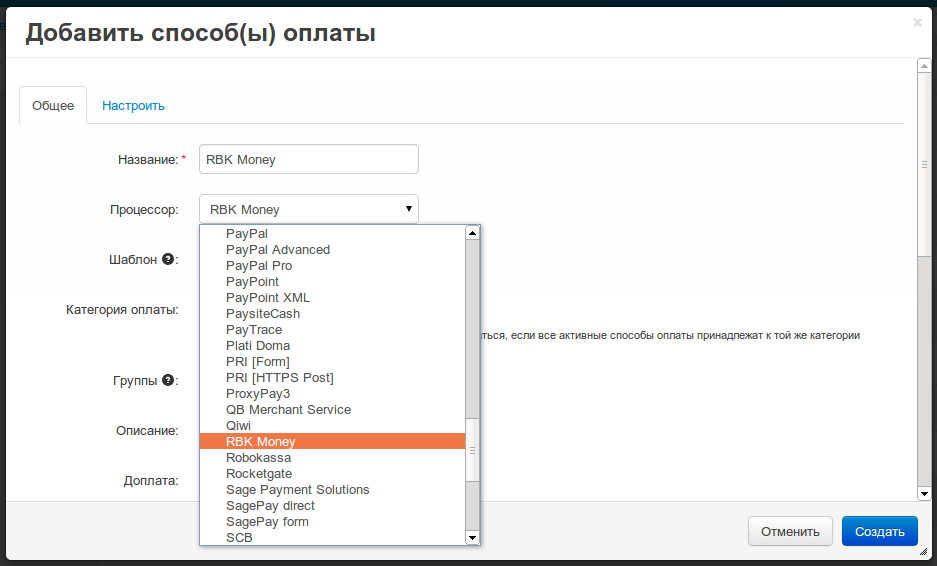 Добавить способ(ы) оплаты
Общее
Настроить
Название: *
RBK Money
Процессор:
RBK Money
PayPal
PayPal Advanced
PayPal Pro
PayPoint
PayPoint XML
PaysiteCash
PayTrace
Plati Doma
PRI [Form]
PRI [HTTPS Post]
ProxyPay3
QB Merchant Service
Qiwi
RBK Money
Robokassa
Rocketgate
Sage Payment Solutions
SagePay direct
SagePay form
SCB
Шаблон ?:
Категория оплаты:
если все активные способы оплаты принадлежат к той же категории
Группы ?:
Описание:
Доплата:
Отменить
Создать